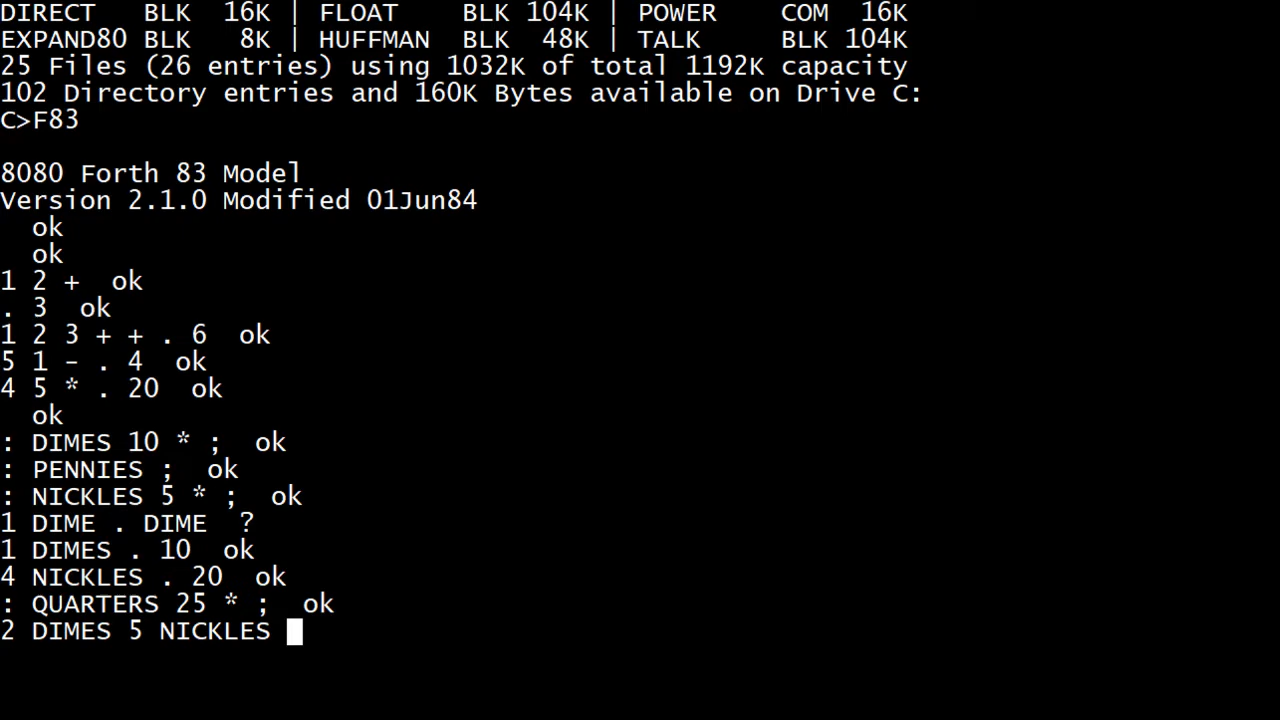 DIRECT   BLK  16K | FLOAT    BLK 104K | POWER    COM  16K
EXPAND80 BLK   8K | HUFFMAN  BLK  48K | TALK     BLK 104K
25 Files (26 entries) using 1032K of total 1192K capacity
102 Directory entries and 160K Bytes available on Drive C:
C>F83
8080 Forth 83 Model
Version 2.1.0 Modified 01Jun84
ok
ok
1 2 +  ok
. 3  ok
1 2 3 + + . 6  ok
5 1 - . 4  ok
4 5 * . 20  ok
ok
: DIMES 10 * ;  ok
: PENNIES ;  ok
: NICKLES 5 * ;  ok
1 DIME . DIME  ?
1 DIMES . 10  ok
4 NICKLES . 20  ok
: QUARTERS 25 * ;  ok
2 DIMES 5 NICKLES